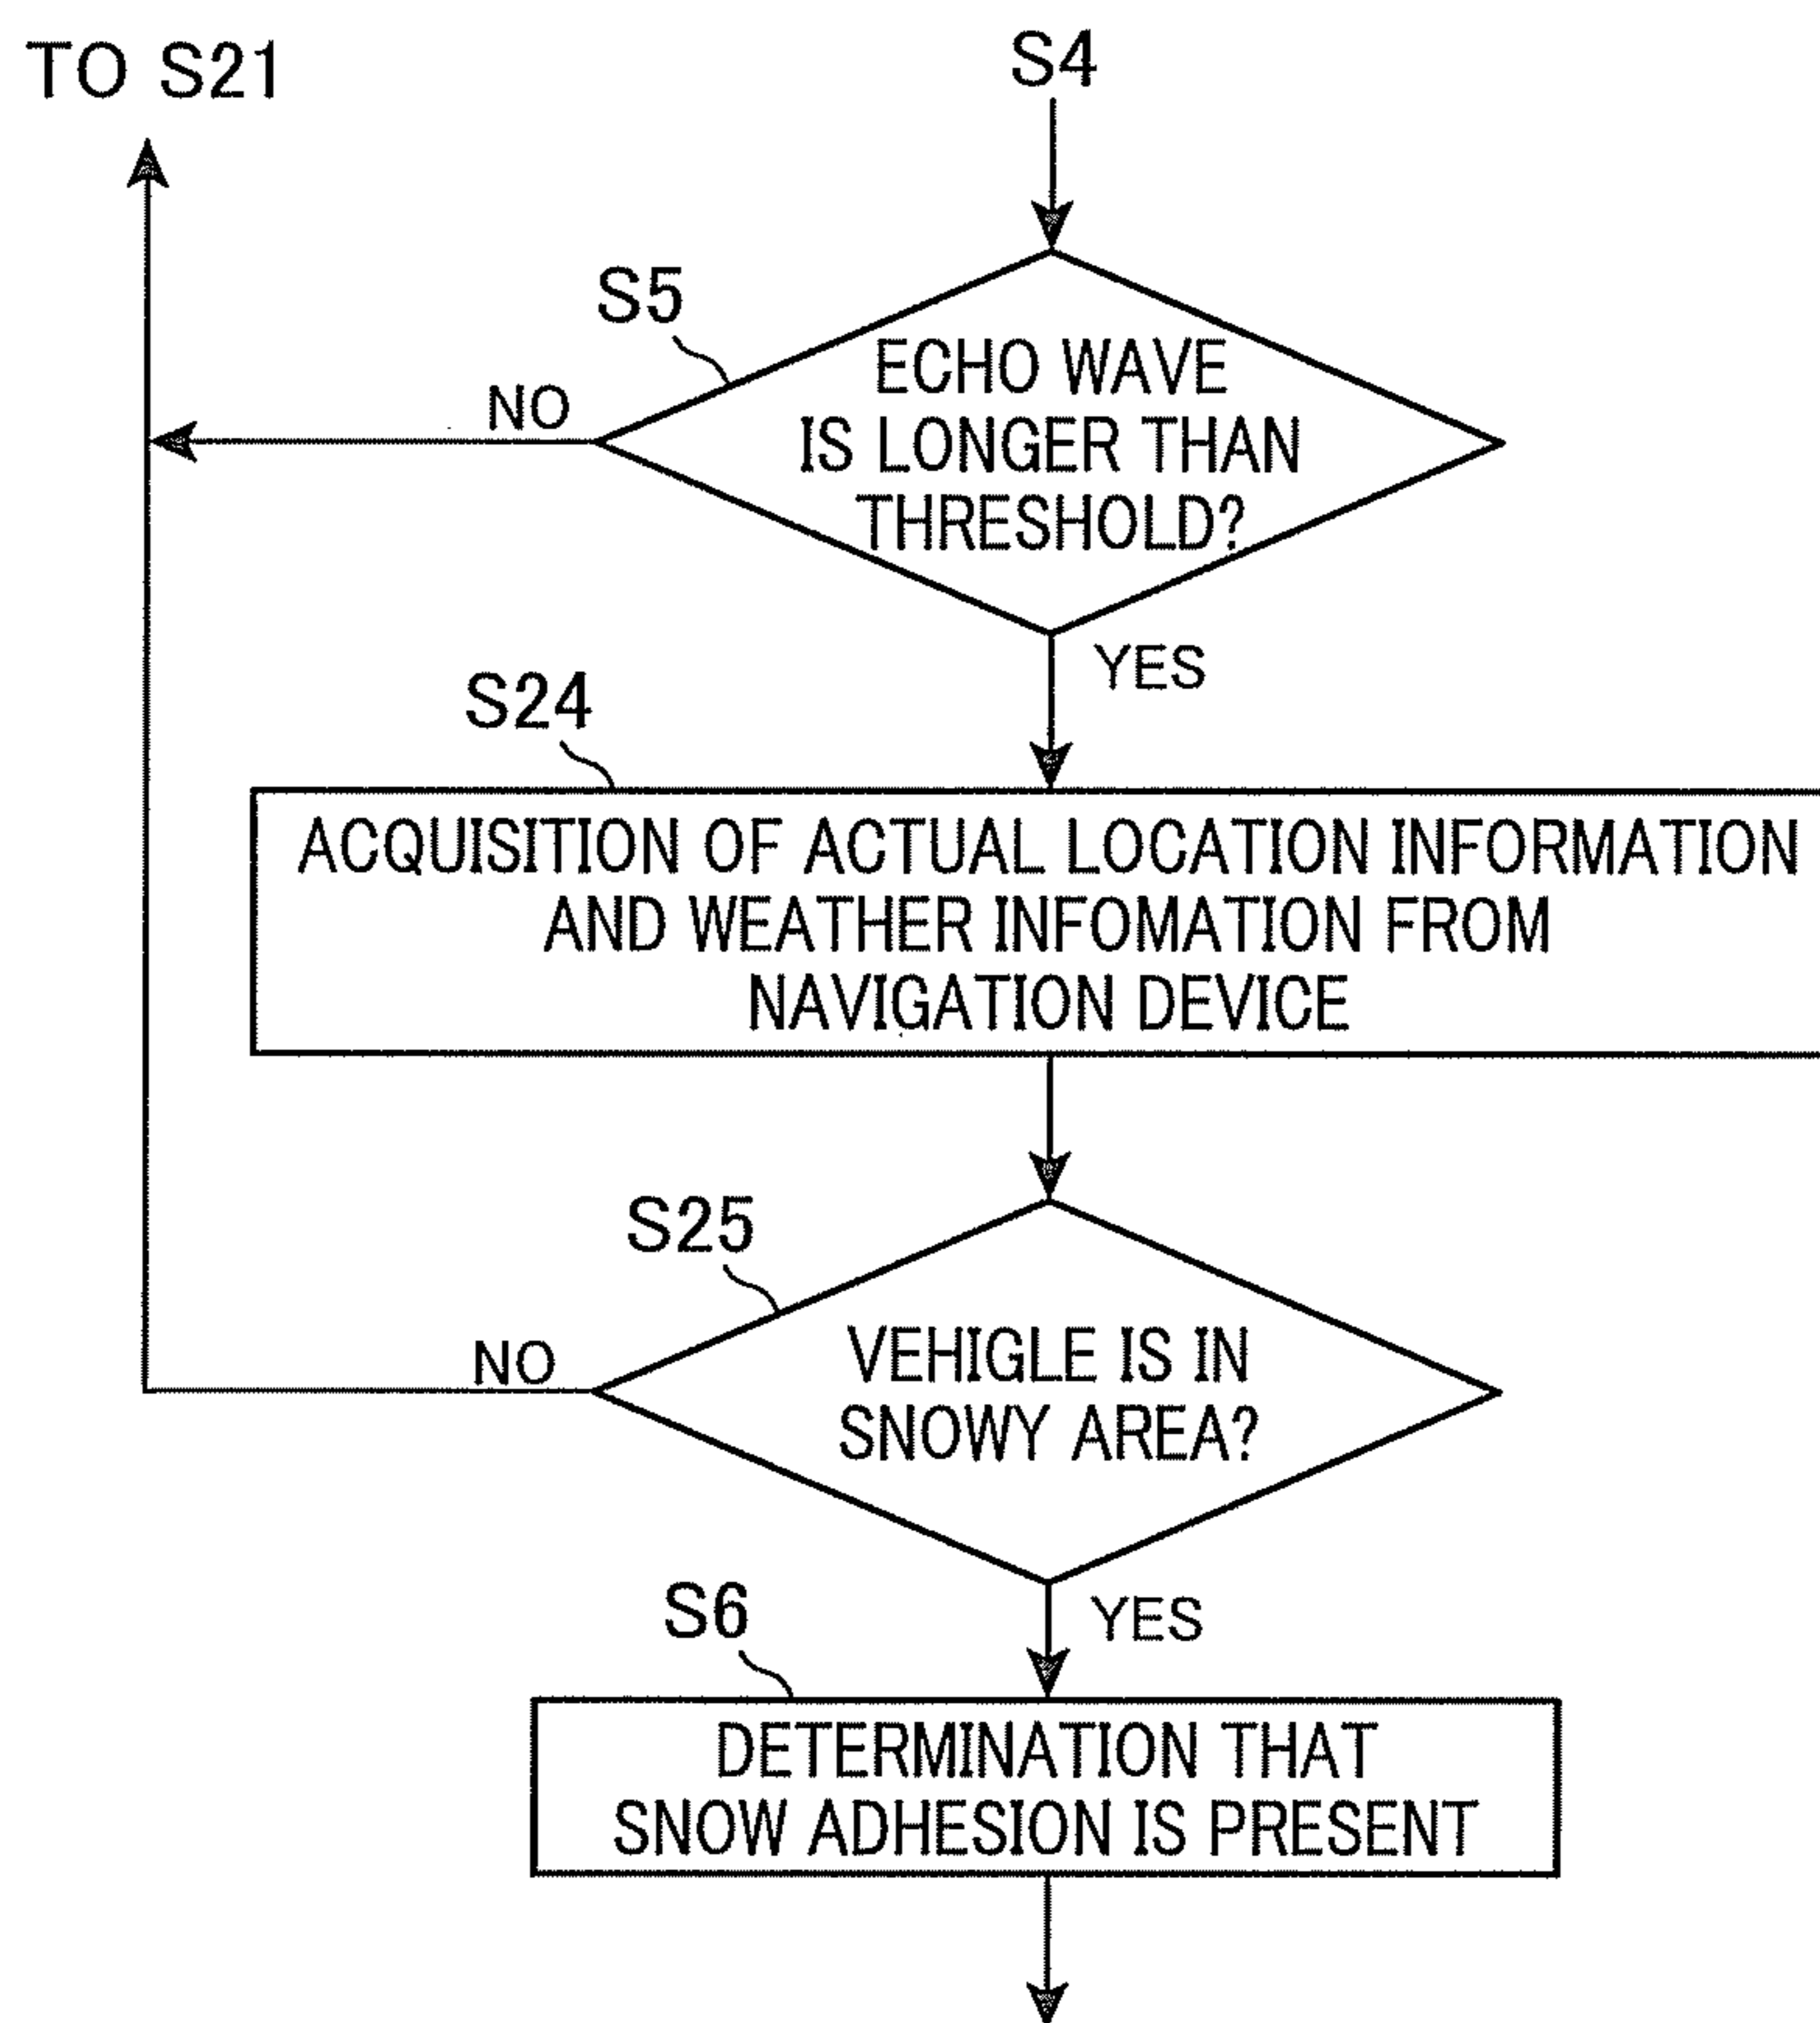 TO S21
S4
S5
ECHO WAVE
IS LONGER THAN
THRESHOLD?
NO
YES
S24
ACQUISITION OF ACTUAL LOCATION INFORMATION
AND WEATHER INFOMATION FROM
NAVIGATION DEVICE
S25
VEHIGLE IS IN
SNOWY AREA?
NO
YES
S6
DETERMINATION THAT
SNOW ADHESION IS PRESENT